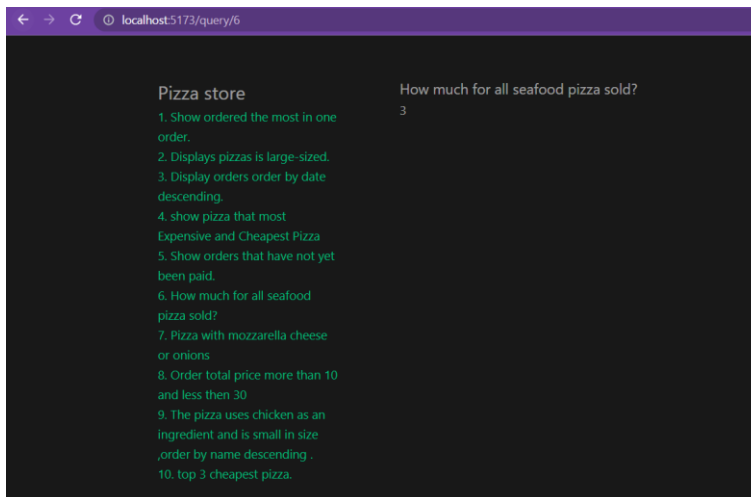 localhost:5173/query/6
Pizza store
1. Show ordered the most in one
order.
2. Displays pizzas is large-sized.
3. Display orders order by date
descending.
4. show pizza that most
Expensive and Cheapest Pizza
5. Show orders that have not yet
been paid.
6. How much for all seafood
pizza sold?
7. Pizza with mozzarella cheese
or onions
8. Order total price more than 10
and less then 30
9. The pizza uses chicken as an
ingredient and is small in size
,order by name descending .
10. top 3 cheapest pizza.
How much for all seafood pizza sold?
3